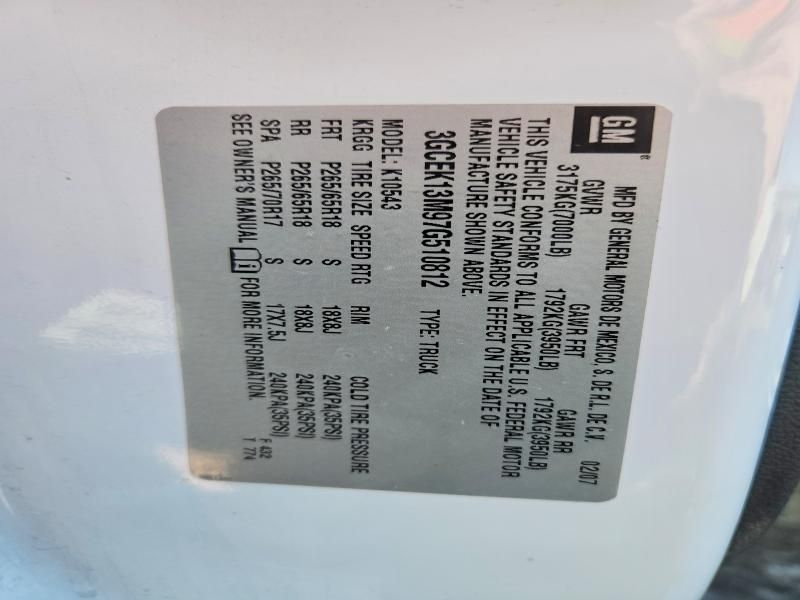 GM®
MFD BY GENERAL MOTORS DE MEXICO, S. DE R.L. DE C.V. 02/07
GVWR GAWR FRT GAWR RR
3175KG(7000LB) 1792KG(3950LB) 1792KG(3950LB)
THIS VEHICLE CONFORMS TO ALL APPLICABLE U.S. FEDERAL MOTOR
VEHICLE SAFETY STANDARDS IN EFFECT ON THE DATE OF
MANUFACTURE SHOWN ABOVE.
3GCEK13M97G510812 TYPE: TRUCK
MODEL: K10543
KRGG TIRE SIZE SPEED RTG RIM COLD TIRE PRESSURE
FRT P265/65R18 S 18X8J 240KPA(35PSI)
RR P265/65R18 S 18X8J 240KPA(35PSI)
SPA P265/70R17 S 17X7.5J 240KPA(35PSI)
SEE OWNER'S MANUAL FOR MORE INFORMATION.
F 432
T 774